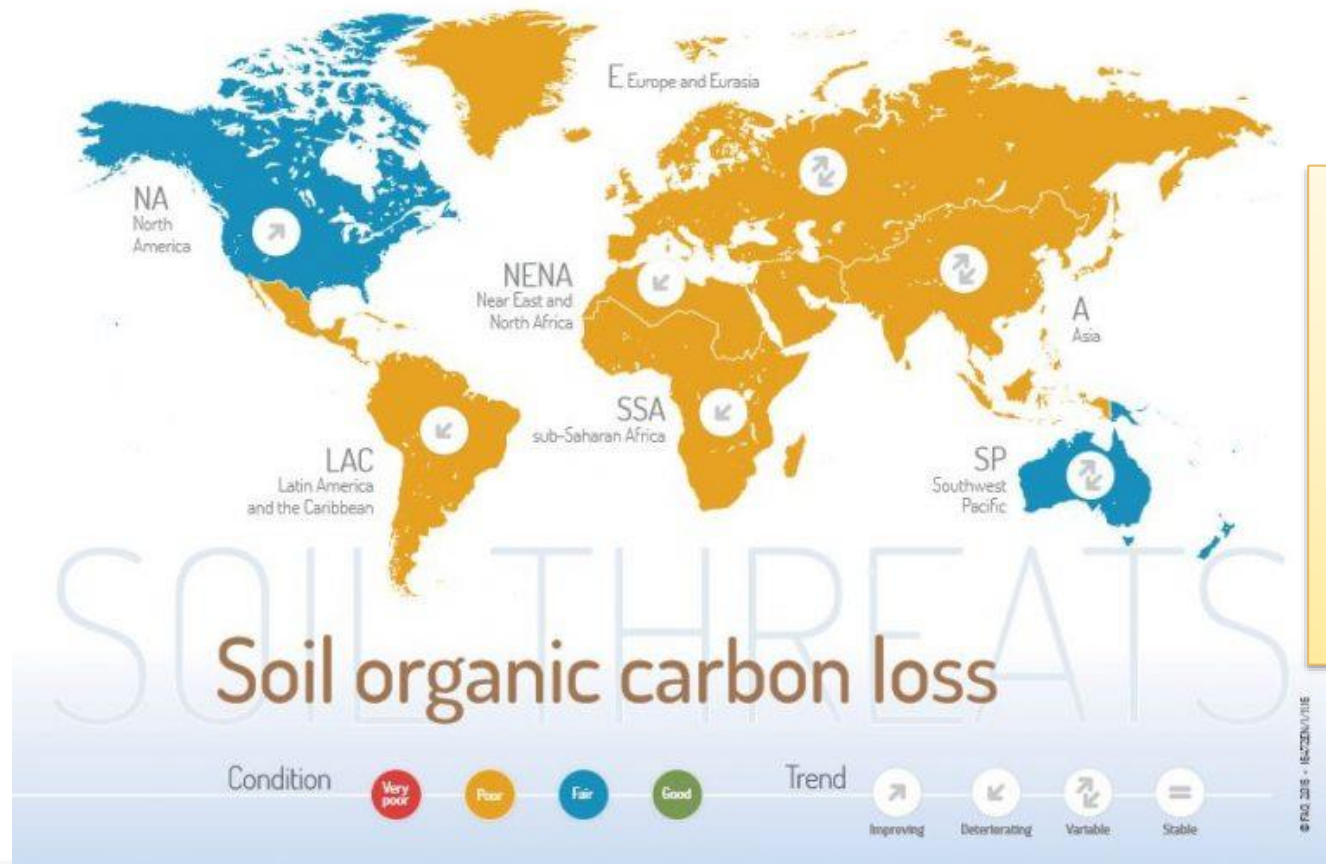 E Europe and Eurasia
NA
North
America
NENA
Near East and
North Africa
A
Asia
SSA
sub-Saharan Africa
LAC
Latin America
and the Caribbean
SP
Southwest
Pacific
SOIL THREATS
Soil organic carbon loss
Condition
Very
poor
Poor
Fair
Good
Trend
Improving
Deteriorating
Variable
Stable
© FAO, 2015